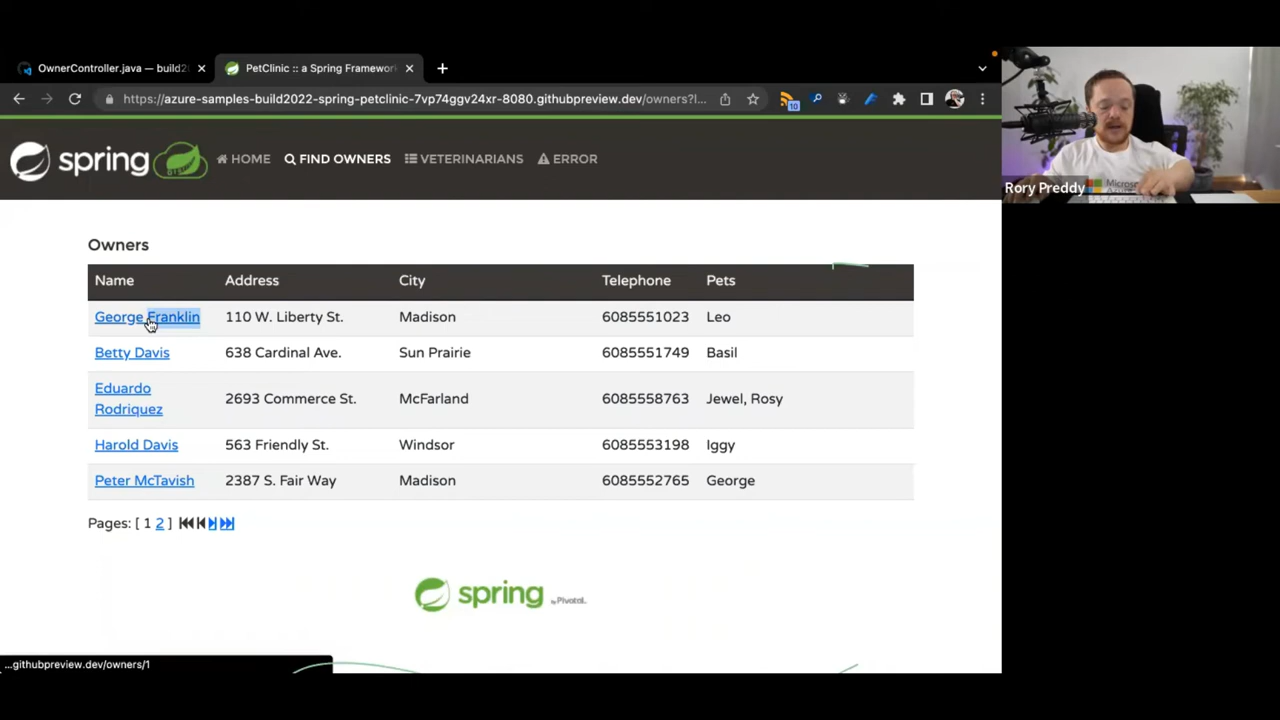 OwnerController.java — build2
PetClinic :: a Spring Framewor
https://azure-samples-build2022-spring-petclinic-7vp74ggv24xr-8080.githubpreview.dev/owners?l...
10
spring
HOME
FIND OWNERS
VETERINARIANS
ERROR
Microsoft
Rory Preddy
Owners
Name Address City Telephone Pets
George Franklin 110 W. Liberty St. Madison 6085551023 Leo
Betty Davis 638 Cardinal Ave. Sun Prairie 6085551749 Basil
Eduardo
Rodriquez 2693 Commerce St. McFarland 6085558763 Jewel, Rosy
Harold Davis 563 Friendly St. Windsor 6085553198 Iggy
Peter McTavish 2387 S. Fair Way Madison 6085552765 George
Pages: [ 1 2 ]
spring by Pivotal.
...githubpreview.dev/owners/1